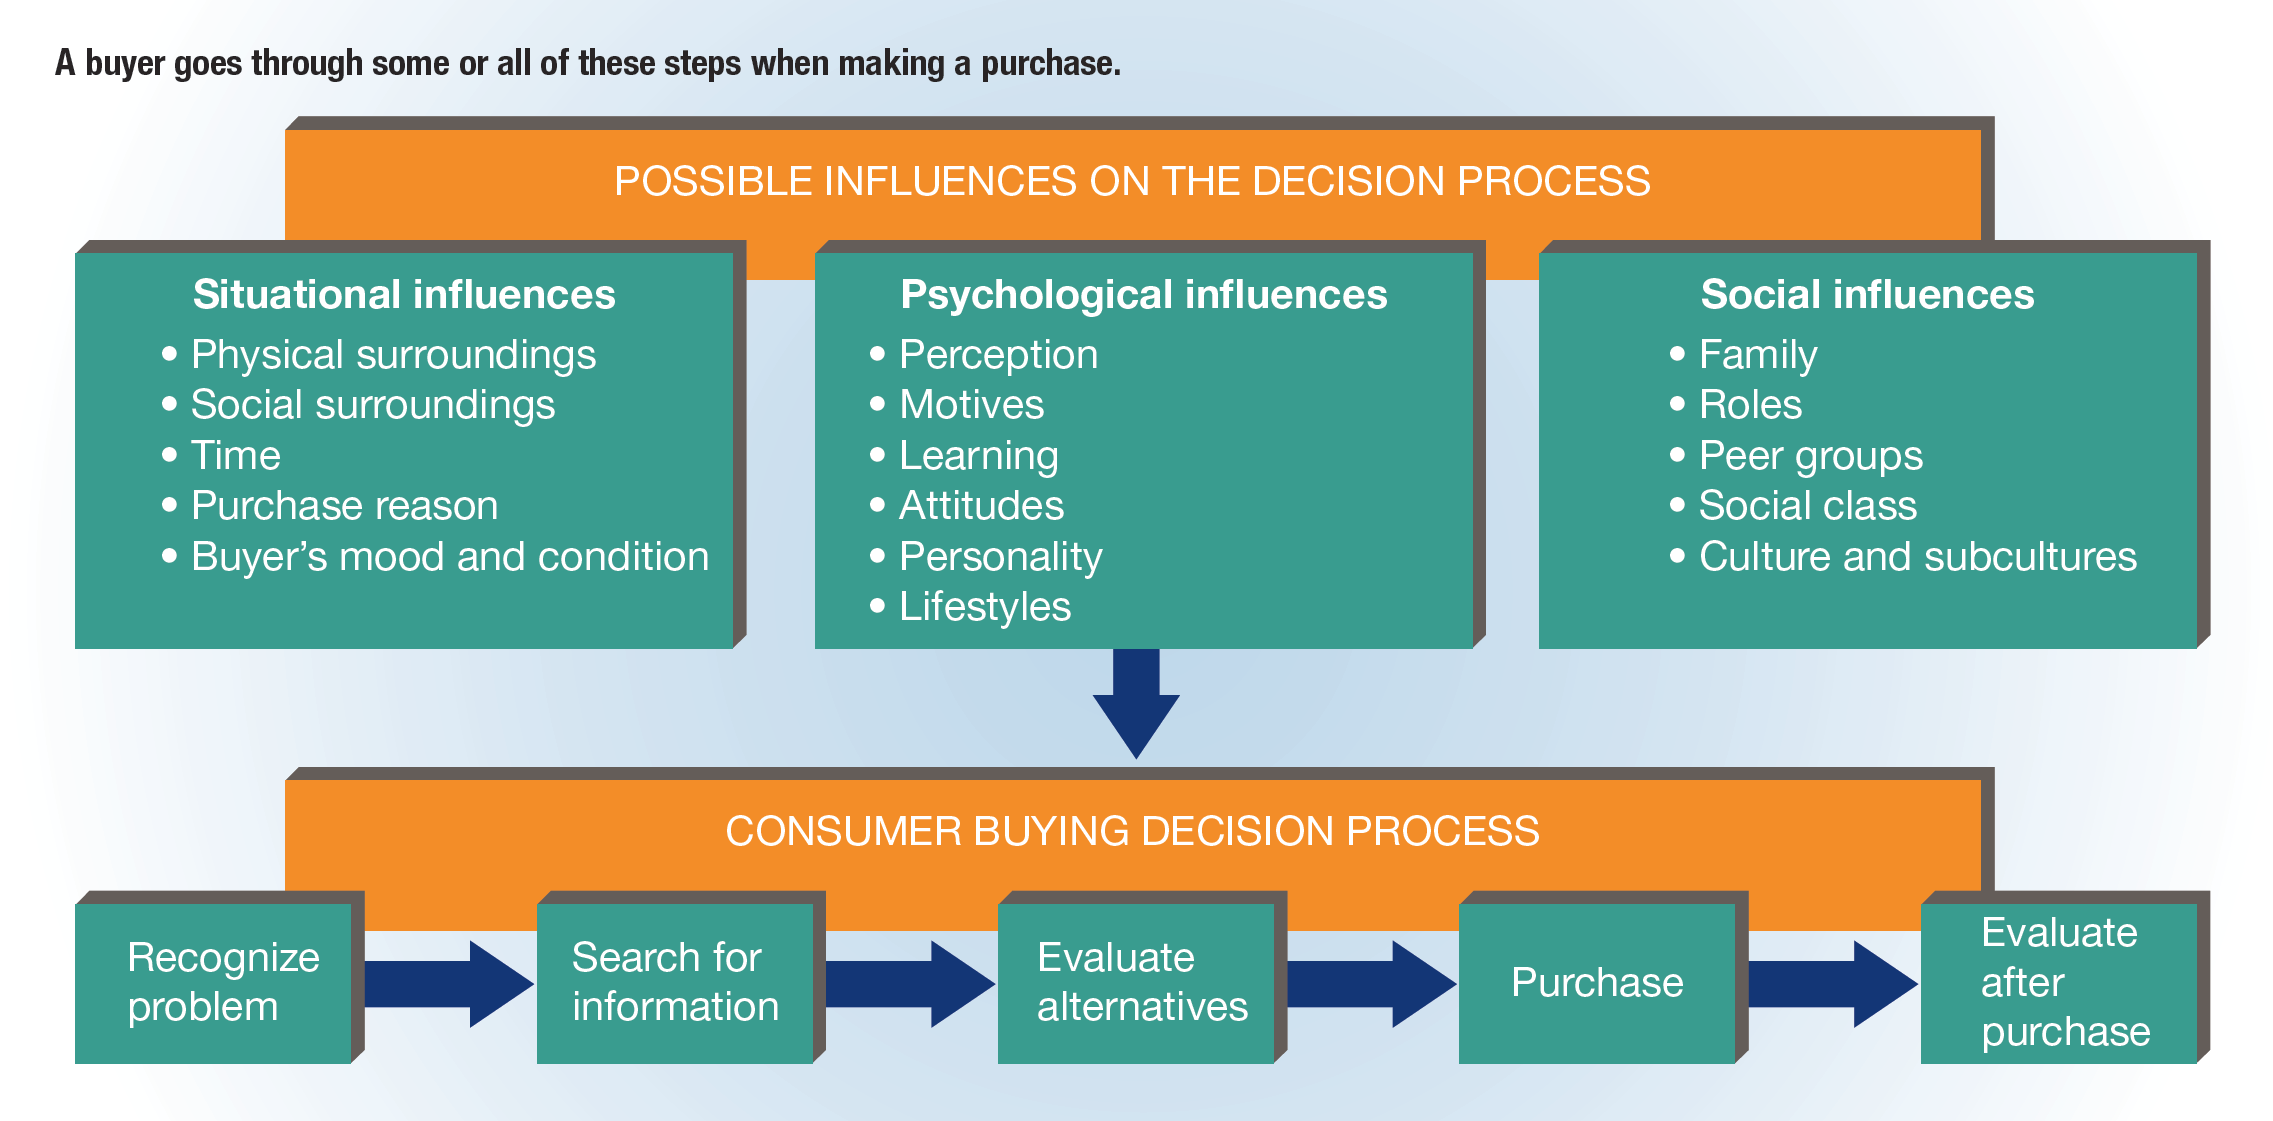 A buyer goes through some or all of these steps when making a purchase.
POSSIBLE INFLUENCES ON THE DECISION PROCESS
Situational influences
• Physical surroundings
• Social surroundings
• Time
• Purchase reason
• Buyer’s mood and condition
Psychological influences
• Perception
• Motives
• Learning
• Attitudes
• Personality
• Lifestyles
Social influences
• Family
• Roles
• Peer groups
• Social class
• Culture and subcultures
CONSUMER BUYING DECISION PROCESS
Recognize
problem
Search for
information
Evaluate
alternatives
Purchase
Evaluate
after
purchase